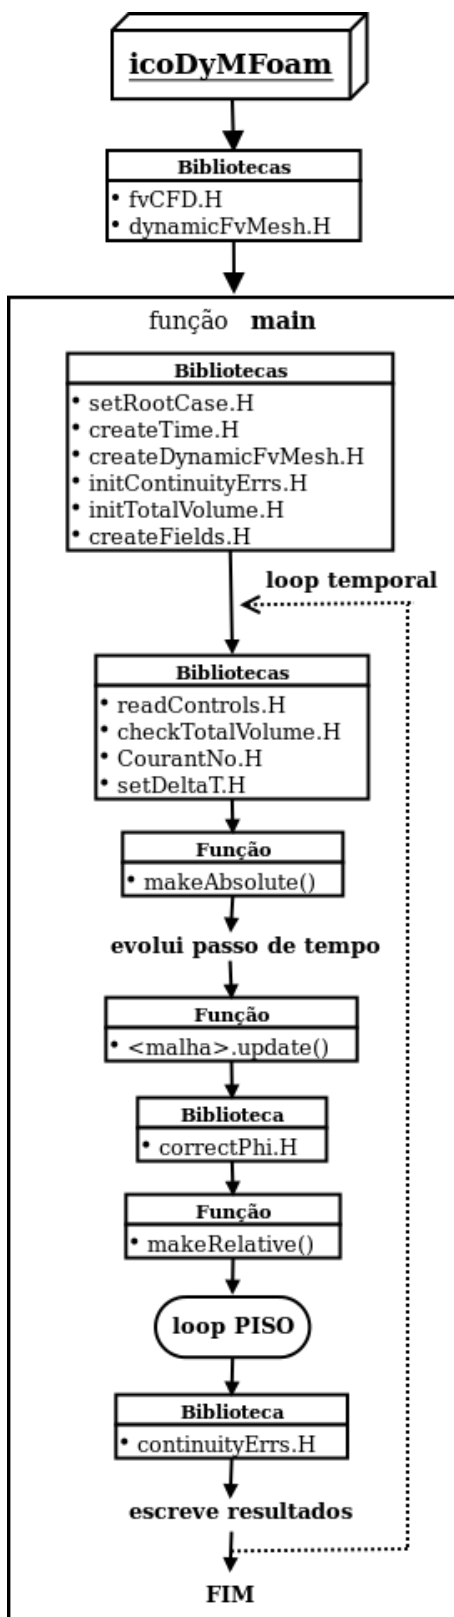 icoDyMFoam
Bibliotecas
• fvCFD.H
• dynamicFvMesh.H
função main
Bibliotecas
• setRootCase.H
• createTime.H
• createDynamicFvMesh.H
• initContinuityErrs.H
• initTotalVolume.H
• createFields.H
loop temporal
Bibliotecas
• readControls.H
• checkTotalVolume.H
• CourantNo.H
• setDeltaT.H
Função
• makeAbsolute()
evolui passo de tempo
Função
• <malha>.update()
Biblioteca
• correctPhi.H
Função
• makeRelative()
loop PISO
Biblioteca
• continuityErrs.H
escreve resultados
FIM